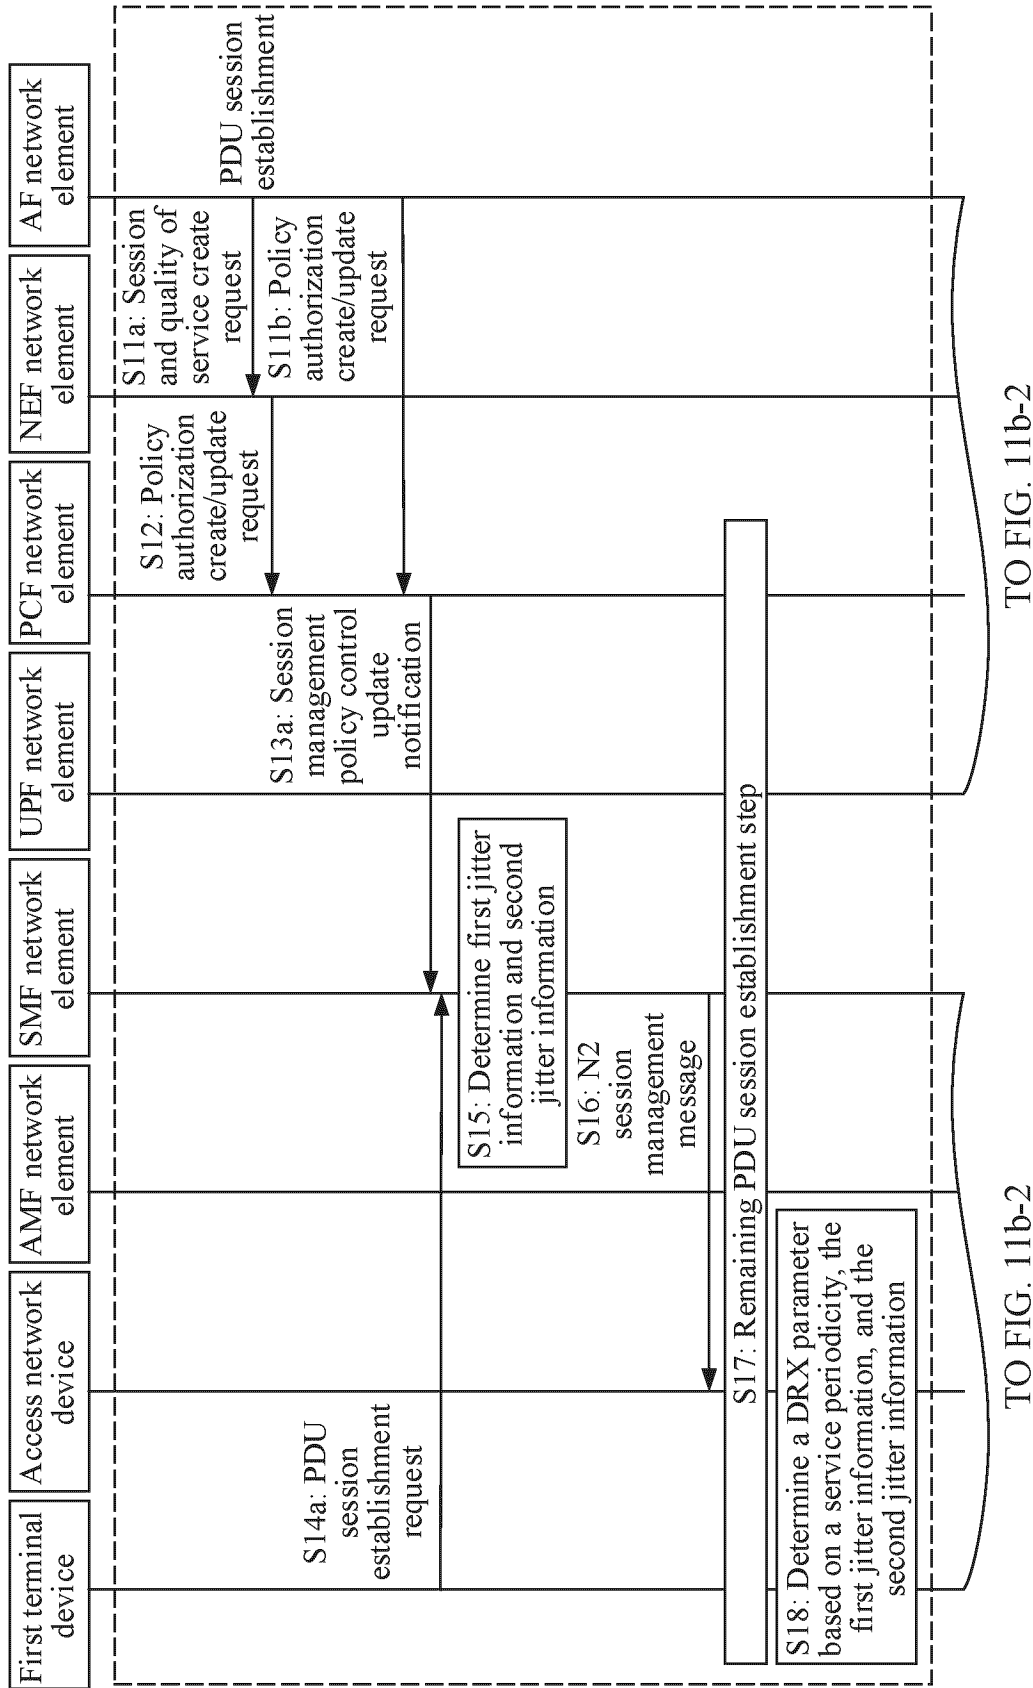 First terminal
device
Access network
device
AMF network
element
SMF network
element
UPF network
element
PCF network
element
NEF network
element
AF network
element
PDU session
establishment
S11a: Session
and quality of
service create
request
S11b: Policy
authorization
create/update
request
S12: Policy
authorization
create/update
request
S13a: Session
management
policy control
update
notification
S14a: PDU
session
establishment
request
S15: Determine first jitter
information and second
jitter information
S16: N2
session
management
message
S17: Remaining PDU session establishment step
S18: Determine a DRX parameter
based on a service periodicity, the
first jitter information, and the
second jitter information
TO FIG. 11b-2
TO FIG. 11b-2